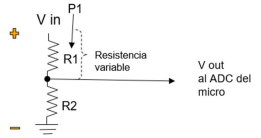 P1
V in
R1
Resistencia
variable
V out
al ADC del
micro
R2